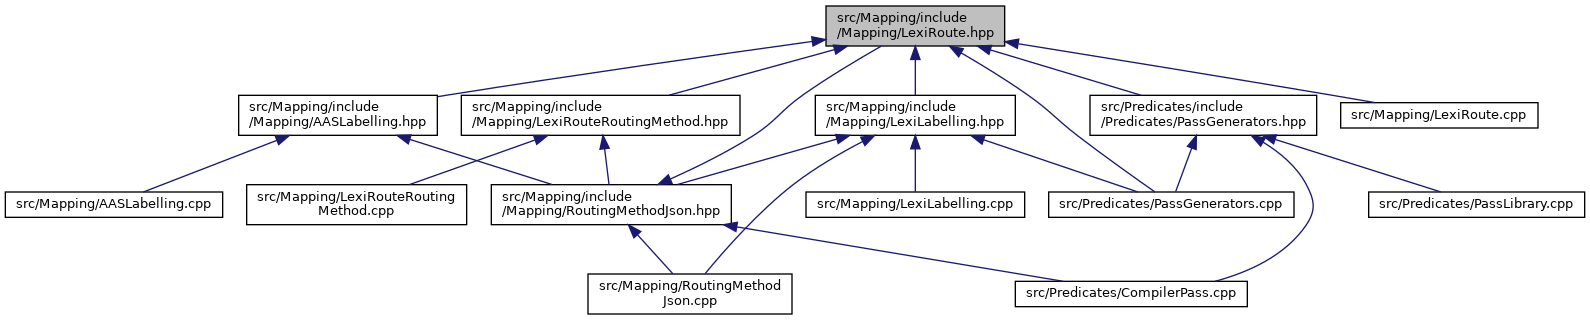 src/Mapping/include
/Mapping/LexiRoute.hpp
src/Mapping/include
/Mapping/AASLabelling.hpp
src/Mapping/include
/Mapping/LexiRouteRoutingMethod.hpp
src/Mapping/include
/Mapping/LexiLabelling.hpp
src/Predicates/include
/Predicates/PassGenerators.hpp
src/Mapping/LexiRoute.cpp
src/Mapping/AASLabelling.cpp
src/Mapping/LexiRouteRouting
Method.cpp
src/Mapping/include
/Mapping/RoutingMethodJson.hpp
src/Mapping/LexiLabelling.cpp
src/Predicates/PassGenerators.cpp
src/Predicates/PassLibrary.cpp
src/Mapping/RoutingMethod
Json.cpp
src/Predicates/CompilerPass.cpp